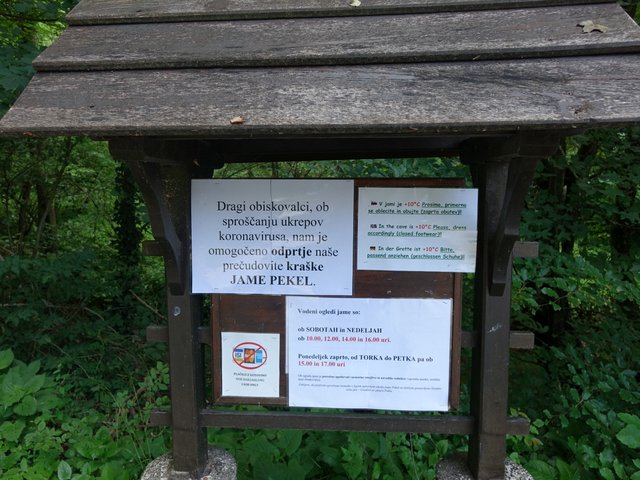 Dragi obiskovalci, ob
sproščanju ukrepov
koronavirusa, nam je
omogočeno odprtje naše
prečudovite kraške
JAME PEKEL.
V jami je +10°C Prosimo, primerno
se oblecite in obujte (zaprta obutev)!
In the cave is +10°C Please, dress
accordingly (closed footwear)!
In der Grotte ist +10°C Bitte,
passend anziehen (geschlossen Schuhe)!
Vodeni ogledi jame so:
ob SOBOTAH in NEDELJAH
ob 10.00, 12.00, 14.00 in 16.00 uri.
Ponedeljek zaprto, od TORKA do PETKA pa ob
15.00 in 17.00 uri
PLAČILO Z GOTOVINO